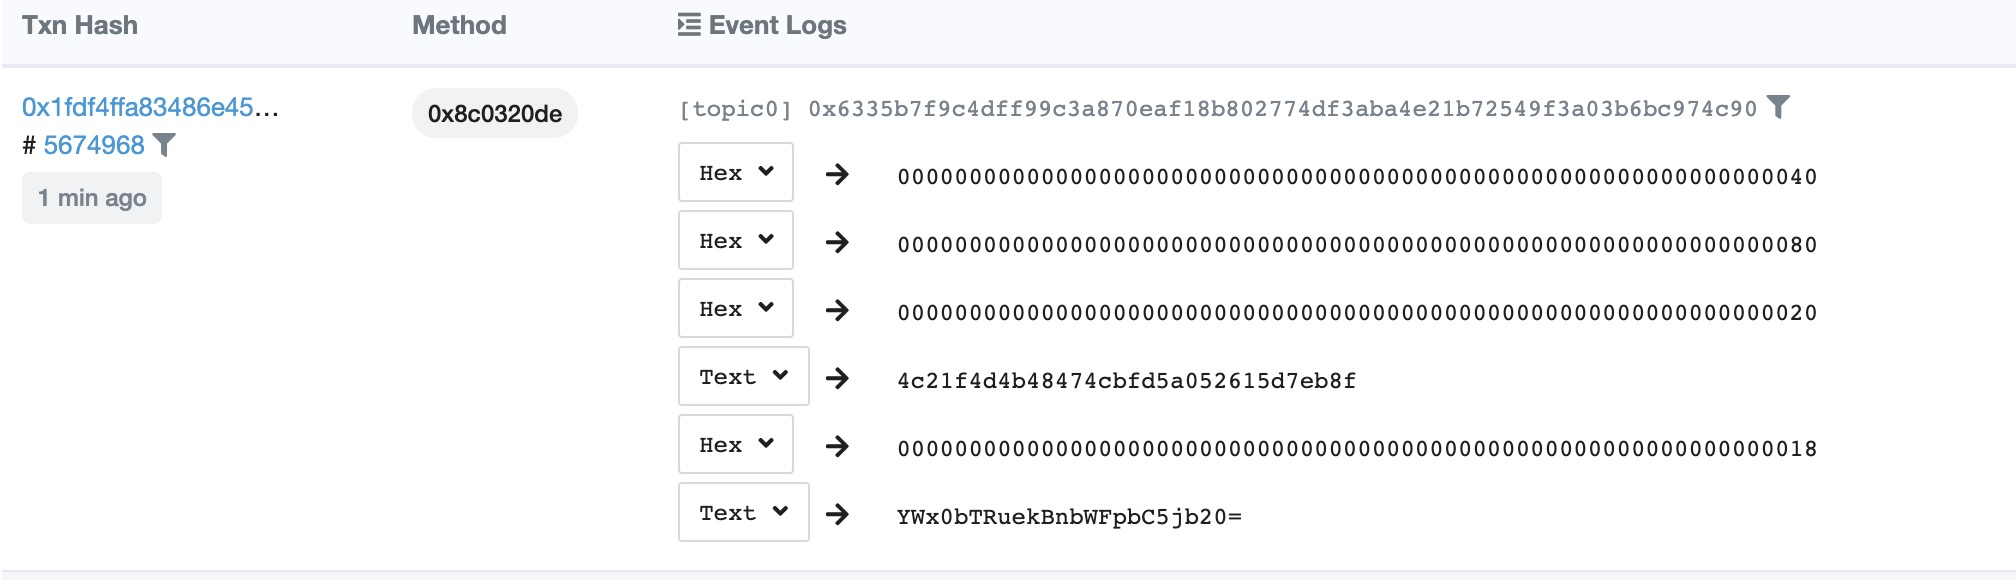 Txn Hash Method Event Logs
0x1fdf4ffa83486e45... 0x8c0320de [topic0] 0x6335b7f9c4dff99c3a870eaf18b802774df3aba4e21b72549f3a03b6bc974c90
# 5674968
1 min ago
Hex 0000000000000000000000000000000000000000000000000000000000000040
Hex 0000000000000000000000000000000000000000000000000000000000000080
Hex 0000000000000000000000000000000000000000000000000000000000000020
Text 4c21f4d4b48474cbfd5a052615d7eb8f
Hex 0000000000000000000000000000000000000000000000000000000000000018
Text YWx0bTRuekBnbWFpbC5jb20=